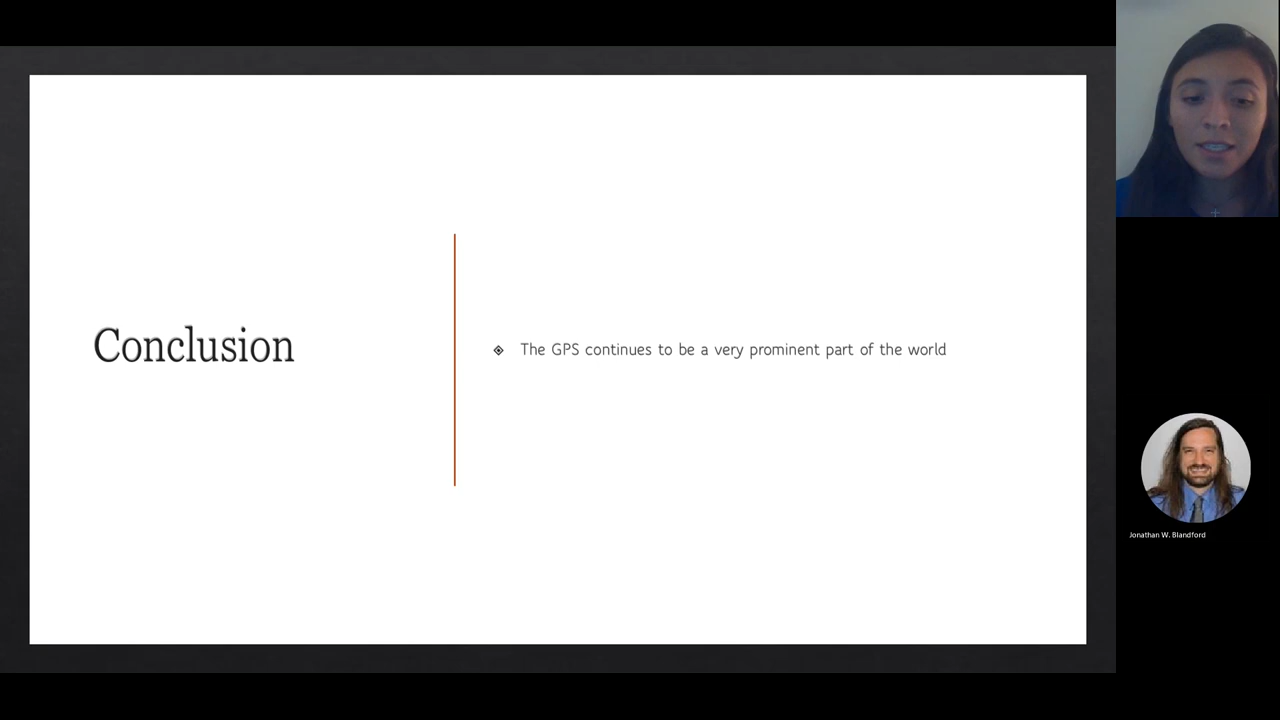 Conclusion
The GPS continues to be a very prominent part of the world
Jonathan W. Blandford